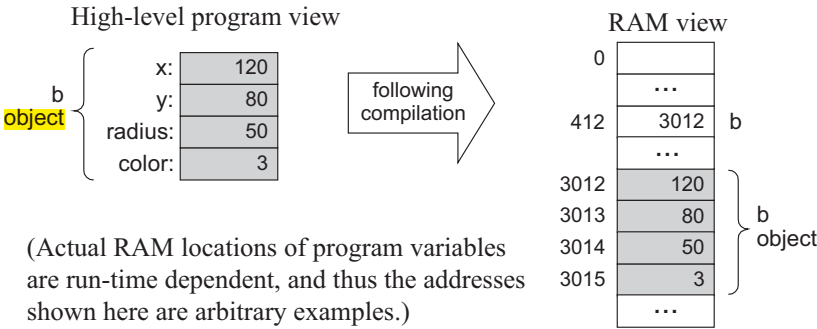 High-level program view
b
object
x: 120
y: 80
radius: 50
color: 3
following
compilation
RAM view
0
...
412 3012 b
...
3012 120
3013 80
3014 50
3015 3
...
b
object
(Actual RAM locations of program variables
are run-time dependent, and thus the addresses
shown here are arbitrary examples.)